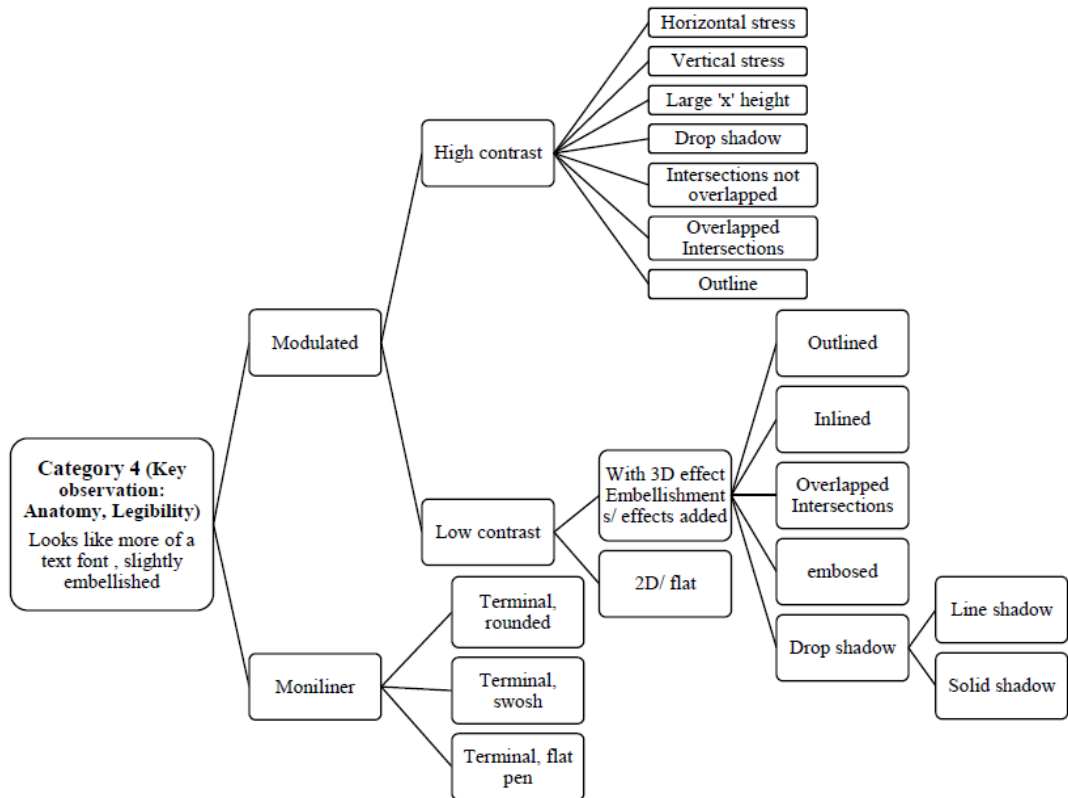 Category 4 (Key
observation:
Anatomy, Legibility)
Looks like more of a
text font , slightly
embellished
Modulated
High contrast
Horizontal stress
Vertical stress
Large 'x' height
Drop shadow
Intersections not
overlapped
Overlapped
Intersections
Outline
Low contrast
With 3D effect
Embellishment
s/ effects added
Outlined
Inlined
Overlapped
Intersections
embosed
Drop shadow
Line shadow
Solid shadow
2D/ flat
Moniliner
Terminal,
rounded
Terminal,
swosh
Terminal, flat
pen